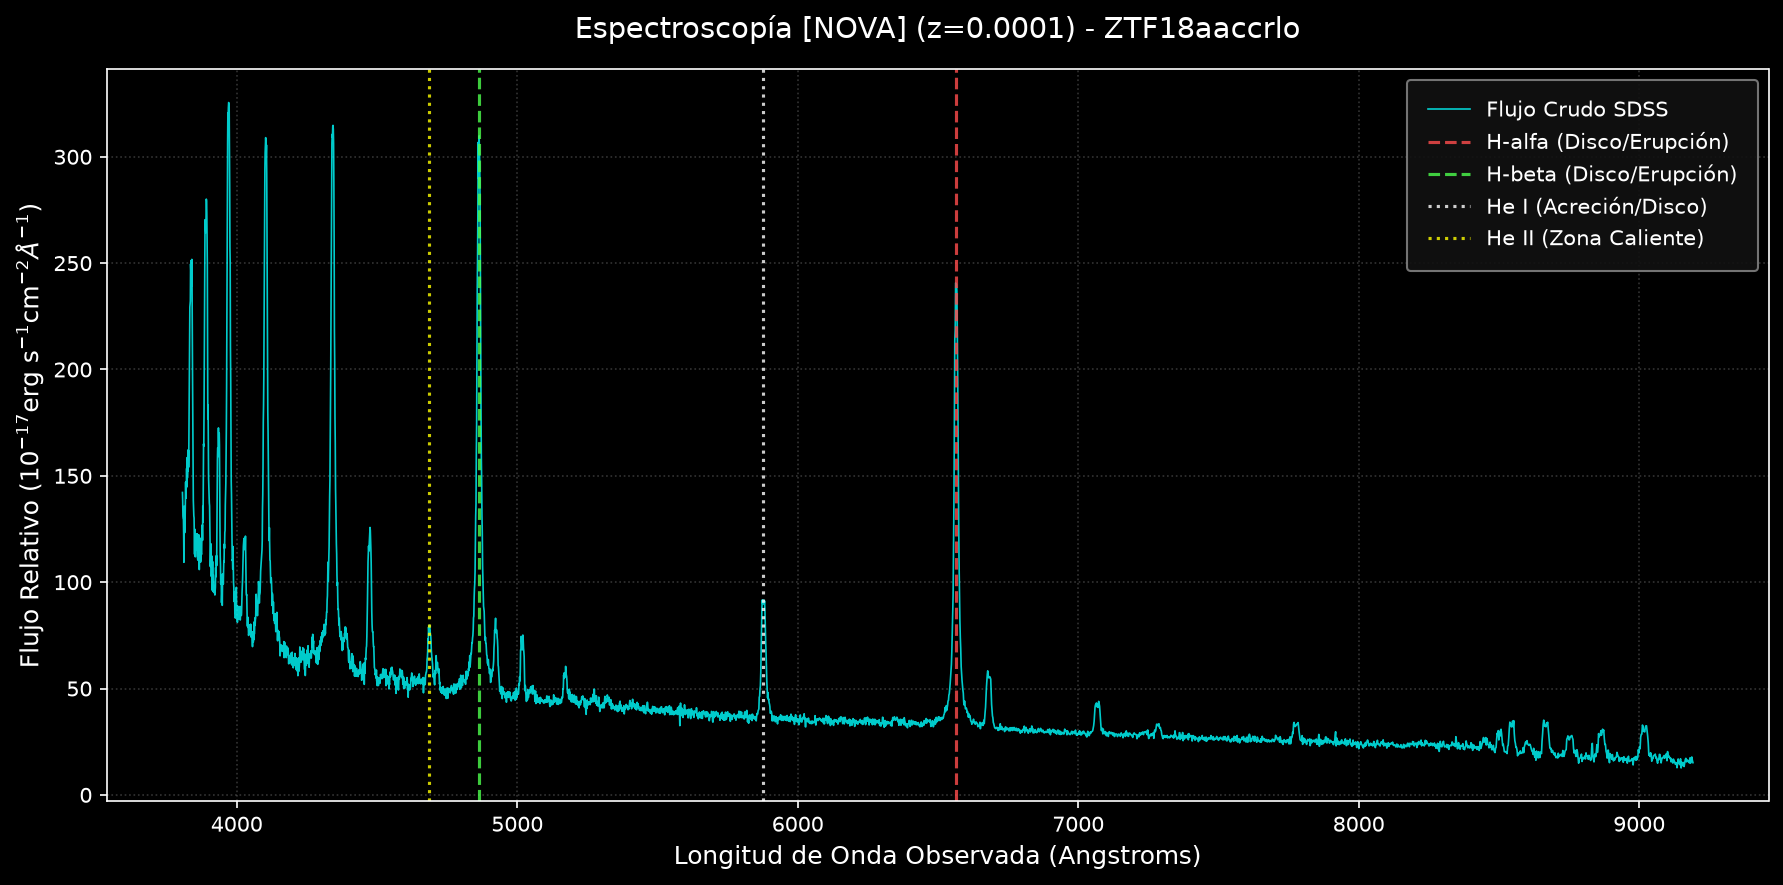 Espectroscopía [NOVA] (z=0.0001) - ZTF18aaccrlo
Flujo Crudo SDSS
H-alfa (Disco/Erupción)
H-beta (Disco/Erupción)
He I (Acreción/Disco)
He II (Zona Caliente)
Flujo Relativo (10⁻¹⁷erg s⁻¹cm⁻²Å⁻¹)
300
250
200
150
100
50
0
4000 5000 6000 7000 8000 9000
Longitud de Onda Observada (Angstroms)